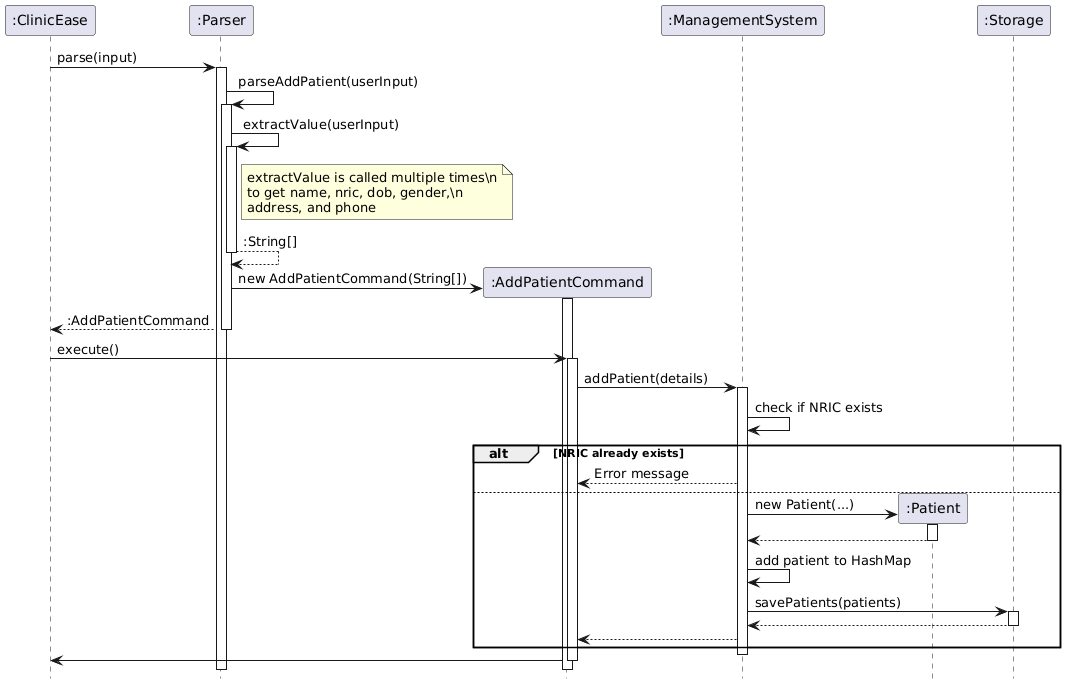 :ClinicEase
:Parser
:ManagementSystem
:Storage
parse(input)
parseAddPatient(userInput)
extractValue(userInput)
extractValue is called multiple times\n
to get name, nric, dob, gender,\n
address, and phone
:String[]
new AddPatientCommand(String[])
:AddPatientCommand
:AddPatientCommand
execute()
addPatient(details)
check if NRIC exists
alt
[NRIC already exists]
Error message
new Patient(...)
:Patient
add patient to HashMap
savePatients(patients)